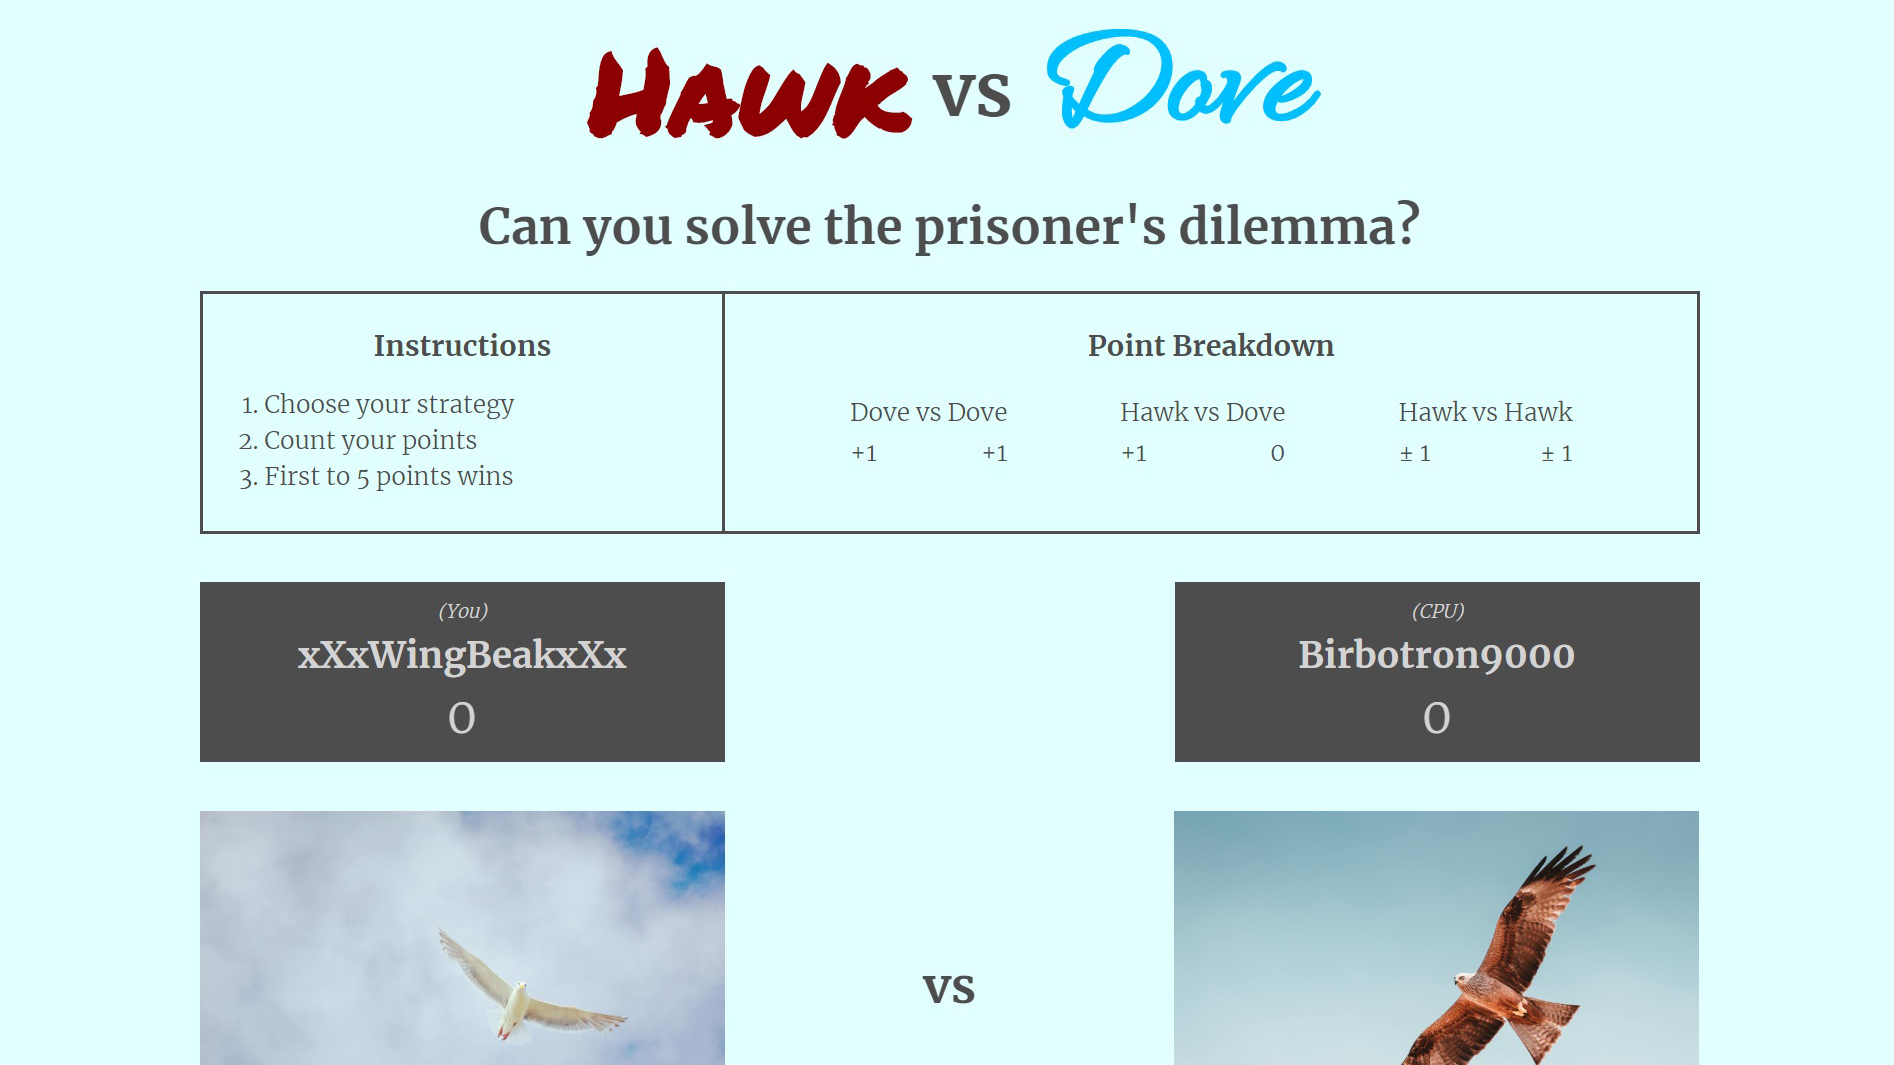 Hawk vs Dove
Can you solve the prisoner's dilemma?
Instructions
1. Choose your strategy
2. Count your points
3. First to 5 points wins
Point Breakdown
Dove vs Dove
+1 +1
Hawk vs Dove
+1 0
Hawk vs Hawk
± 1 ± 1
(You)
xXxWingBeakxXx
0
(CPU)
Birbotron9000
0
vs